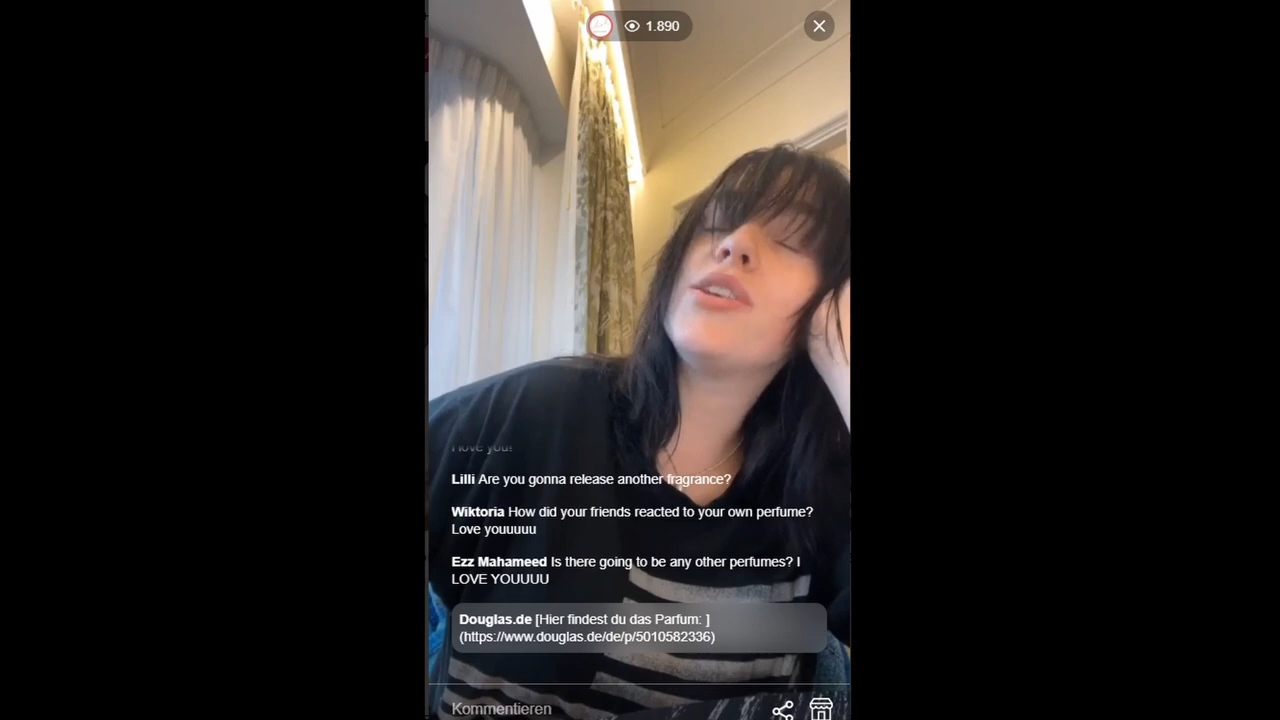 1.890
I love you!
Lilli Are you gonna release another fragrance?
Wiktoria How did your friends reacted to your own perfume?
Love youuuuu
Ezz Mahameed Is there going to be any other perfumes? I
LOVE YOUUUU
Douglas.de [Hier findest du das Parfum: ]
(https://www.douglas.de/de/p/5010582336)
Kommentieren